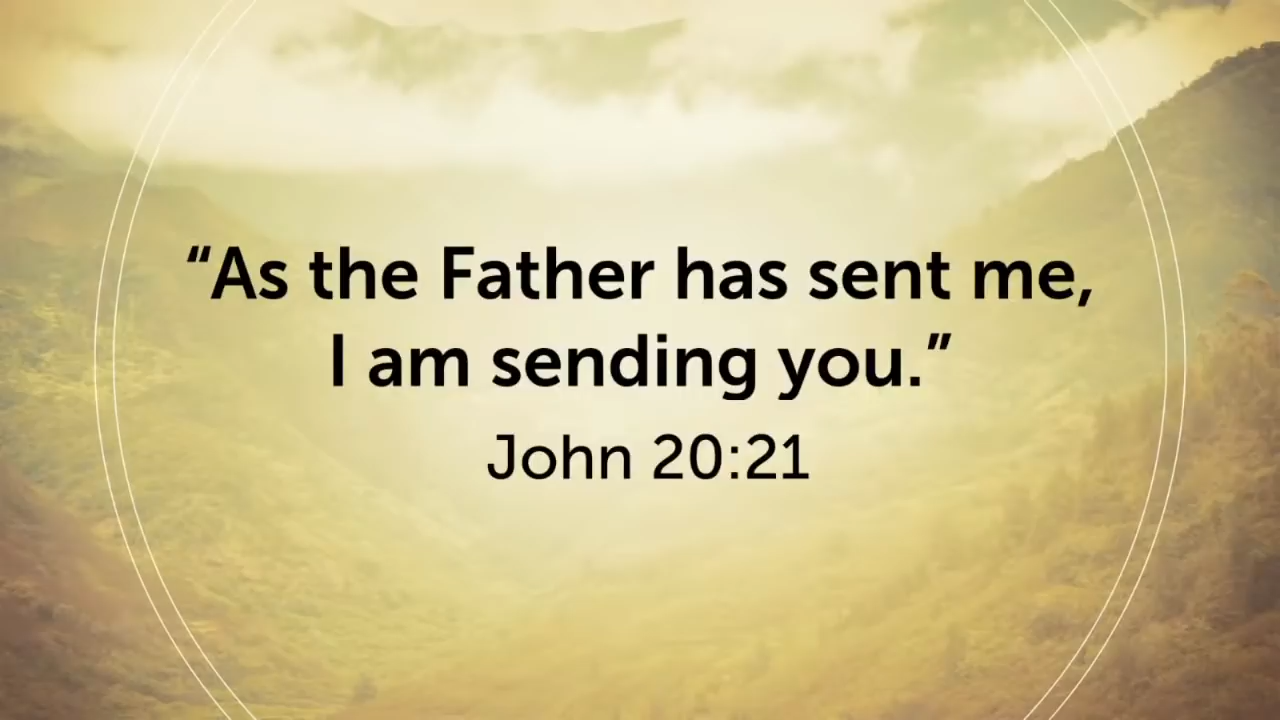 “As the Father has sent me,
I am sending you.”
John 20:21